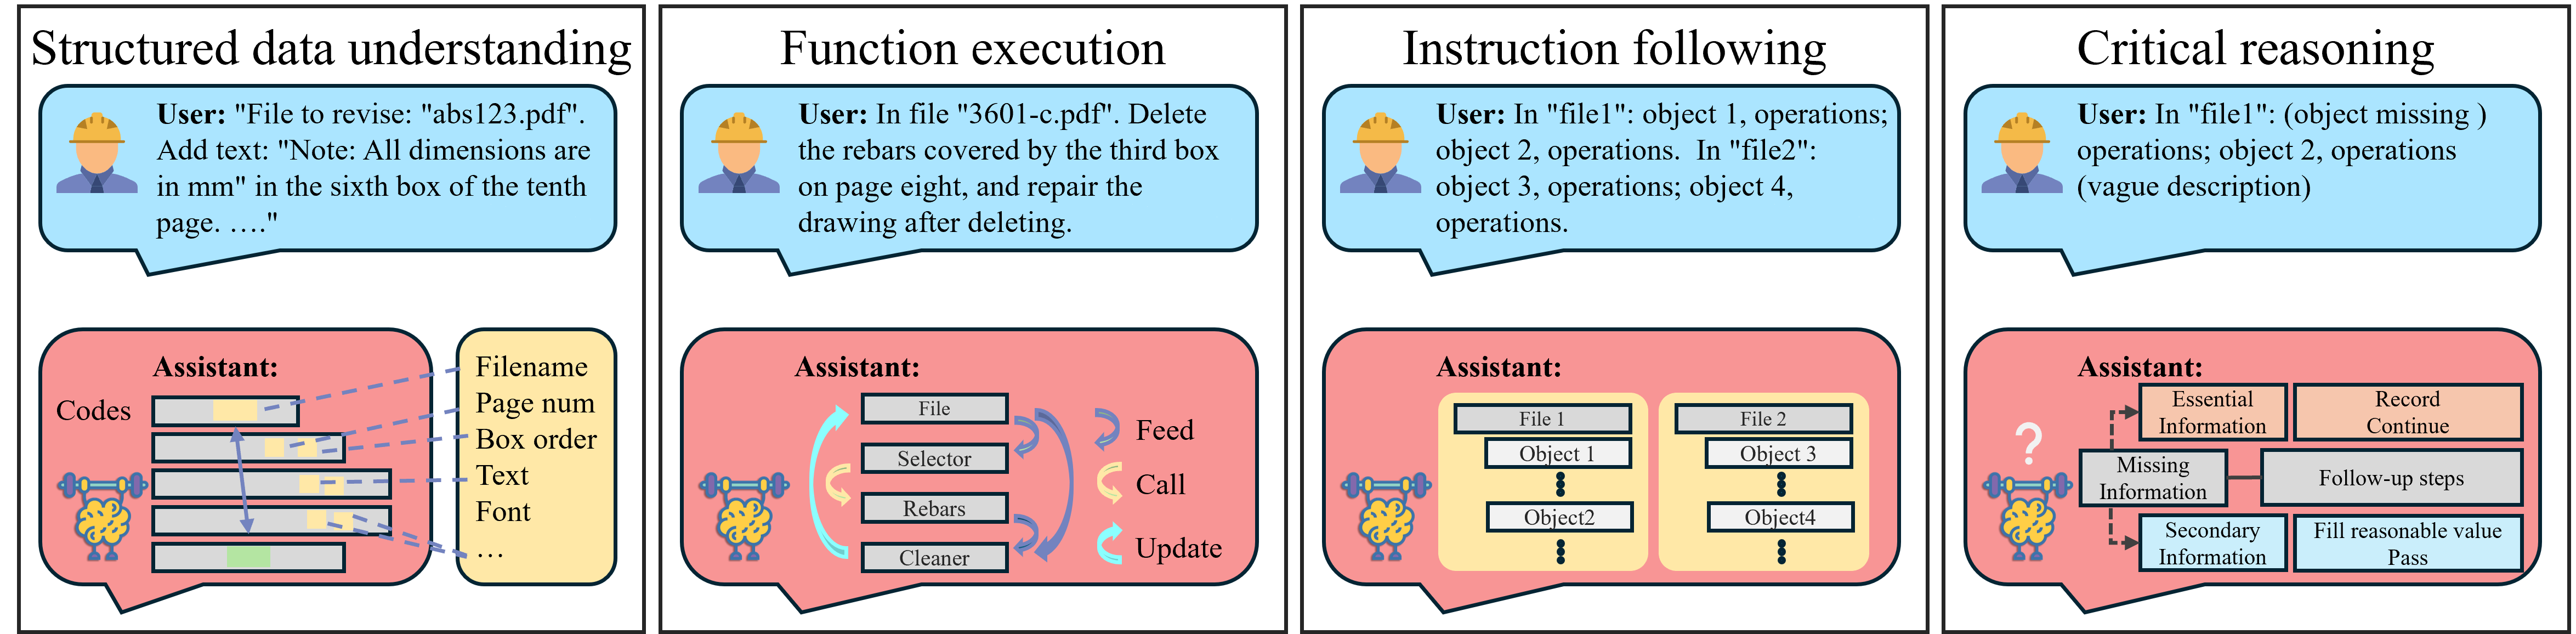 Structured data understanding
User: "File to revise: "abs123.pdf".
Add text: "Note: All dimensions are
in mm" in the sixth box of the tenth
page. …."
Assistant:
Codes
Filename
Page num
Box order
Text
Font
…
Function execution
User: In file "3601-c.pdf". Delete
the rebars covered by the third box
on page eight, and repair the
drawing after deleting.
Assistant:
File
Selector
Rebars
Cleaner
Feed
Call
Update
Instruction following
User: In "file1": object 1, operations;
object 2, operations. In "file2":
object 3, operations; object 4,
operations.
Assistant:
File 1
Object 1
Object2
File 2
Object 3
Object4
Critical reasoning
User: In "file1": (object missing )
operations; object 2, operations
(vague description)
Assistant:
?
Essential
Information
Record
Continue
Missing
Information
Follow-up steps
Secondary
Information
Fill reasonable value
Pass